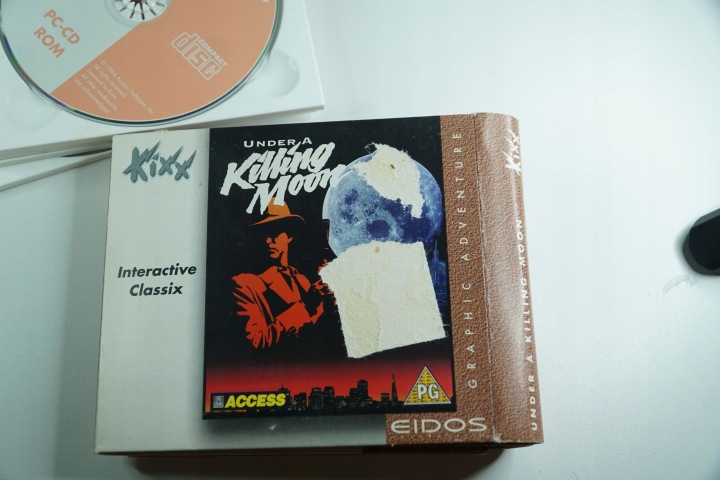 PC-CD
ROM
COMPACT
disc
Kixx
UNDER A
Killing
Moon
Interactive
Classix
ACCESS
PG
EIDOS
GRAPHIC ADVENTURE
Kixx
UNDER A KILLING MOON